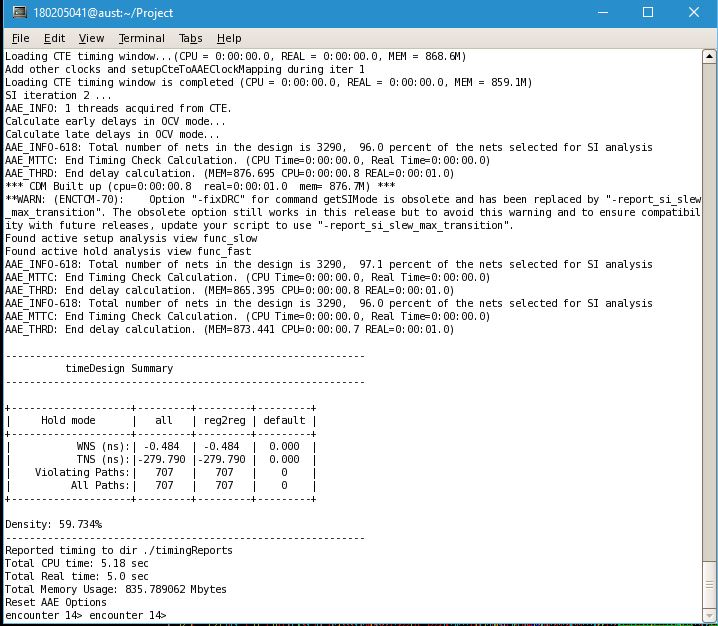 180205041@aust:~/Project
File Edit View Terminal Tabs Help
Loading CTE timing window...(CPU = 0:00:00.0, REAL = 0:00:00.0, MEM = 868.6M)
Add other clocks and setupCteToAAEClockMapping during iter 1
Loading CTE timing window is completed (CPU = 0:00:00.0, REAL = 0:00:00.0, MEM = 859.1M)
SI iteration 2 ...
AAE_INFO: 1 threads acquired from CTE.
Calculate early delays in OCV mode...
Calculate late delays in OCV mode...
AAE_INFO-618: Total number of nets in the design is 3290,  96.0 percent of the nets selected for SI analysis
AAE_MTTC: End Timing Check Calculation. (CPU Time=0:00:00.0, Real Time=0:00:00.0)
AAE_THRD: End delay calculation. (MEM=876.695 CPU=0:00:00.8 REAL=0:00:01.0)
*** CDM Built up (cpu=0:00:00.8  real=0:00:01.0  mem= 876.7M) ***
**WARN: (ENCTCM-70):    Option "-fixDRC" for command getSIMode is obsolete and has been replaced by "-report_si_slew
_max_transition". The obsolete option still works in this release but to avoid this warning and to ensure compatibil
ity with future releases, update your script to use "-report_si_slew_max_transition".
Found active setup analysis view func_slow
Found active hold analysis view func_fast
AAE_INFO-618: Total number of nets in the design is 3290,  97.1 percent of the nets selected for SI analysis
AAE_MTTC: End Timing Check Calculation. (CPU Time=0:00:00.0, Real Time=0:00:00.0)
AAE_THRD: End delay calculation. (MEM=865.395 CPU=0:00:00.8 REAL=0:00:01.0)
AAE_INFO-618: Total number of nets in the design is 3290,  96.0 percent of the nets selected for SI analysis
AAE_MTTC: End Timing Check Calculation. (CPU Time=0:00:00.0, Real Time=0:00:00.0)
AAE_THRD: End delay calculation. (MEM=873.441 CPU=0:00:00.7 REAL=0:00:01.0)
------------------------------------------------------------
          timeDesign Summary
------------------------------------------------------------
+--------------------+---------+---------+---------+
|     Hold mode      |   all   | reg2reg | default |
+--------------------+---------+---------+---------+
|           WNS (ns):| -0.484  | -0.484  |  0.000  |
|           TNS (ns):|-279.790 |-279.790 |  0.000  |
|    Violating Paths:|   707   |   707   |    0    |
|          All Paths:|   707   |   707   |    0    |
+--------------------+---------+---------+---------+
Density: 59.734%
------------------------------------------------------------
Reported timing to dir ./timingReports
Total CPU time: 5.18 sec
Total Real time: 5.0 sec
Total Memory Usage: 835.789062 Mbytes
Reset AAE Options
encounter 14> encounter 14>